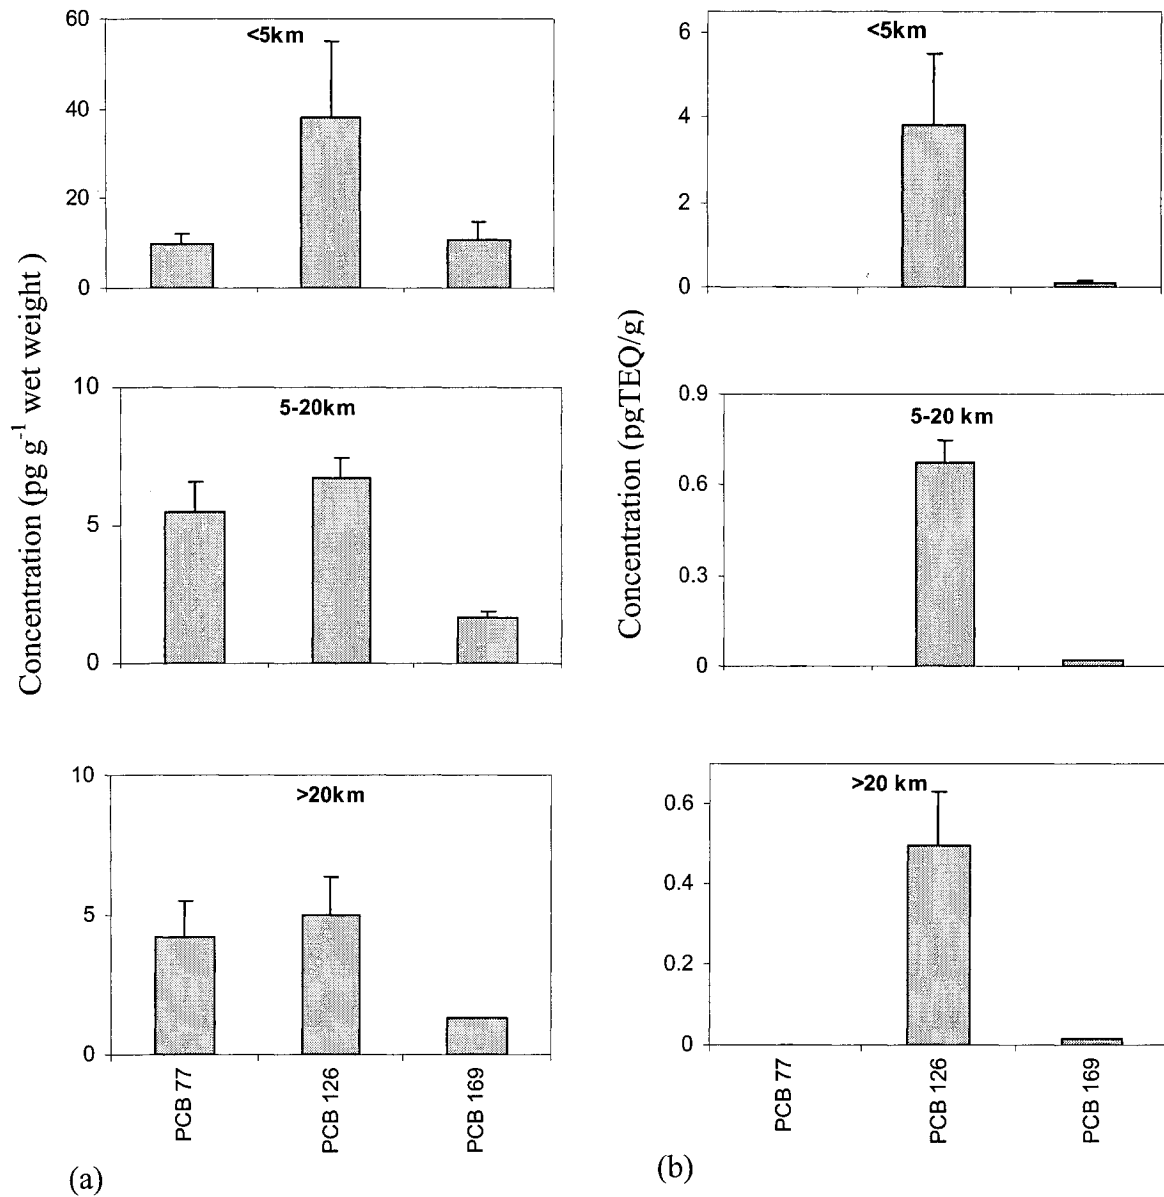 Concentration (pg g⁻¹ wet weight )
60
40
20
0
<5km
10
5
0
5-20km
10
5
0
>20km
PCB 77
PCB 126
PCB 169
(a)
Concentration (pgTEQ/g)
6
4
2
0
<5km
0.9
0.6
0.3
0
5-20 km
0.6
0.4
0.2
0
>20 km
PCB 77
PCB 126
PCB 169
(b)